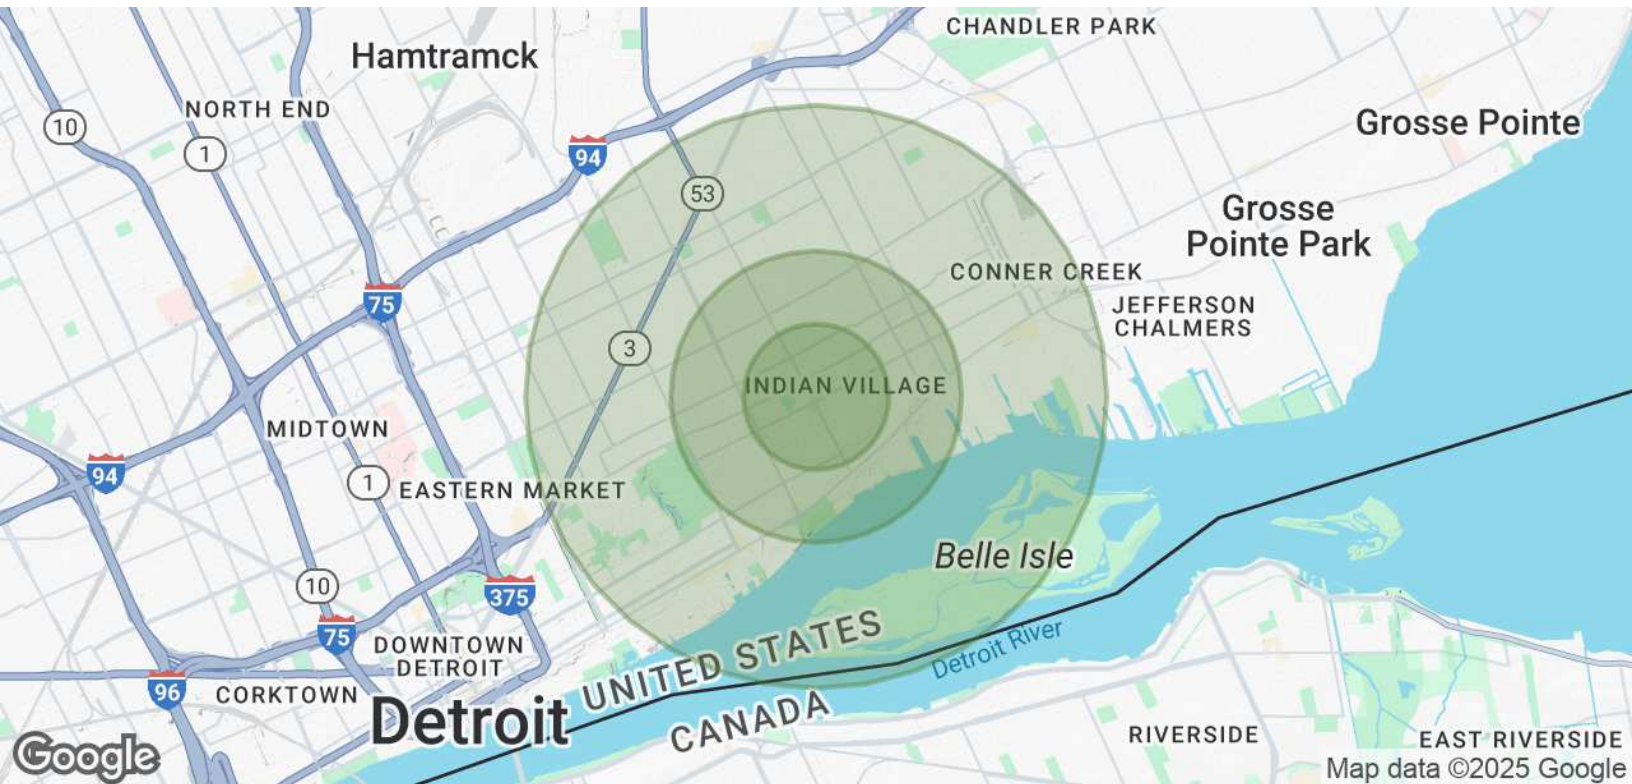 CHANDLER PARK
Hamtramck
NORTH END
10
1
94
Grosse Pointe
53
Grosse
Pointe Park
CONNER CREEK
75
JEFFERSON
CHALMERS
3
INDIAN VILLAGE
MIDTOWN
94
1
EASTERN MARKET
Belle Isle
10
375
75
DOWNTOWN
DETROIT
UNITED STATES
Detroit River
96
CORKTOWN
Detroit
CANADA
RIVERSIDE
EAST RIVERSIDE
Google
Map data ©2025 Google